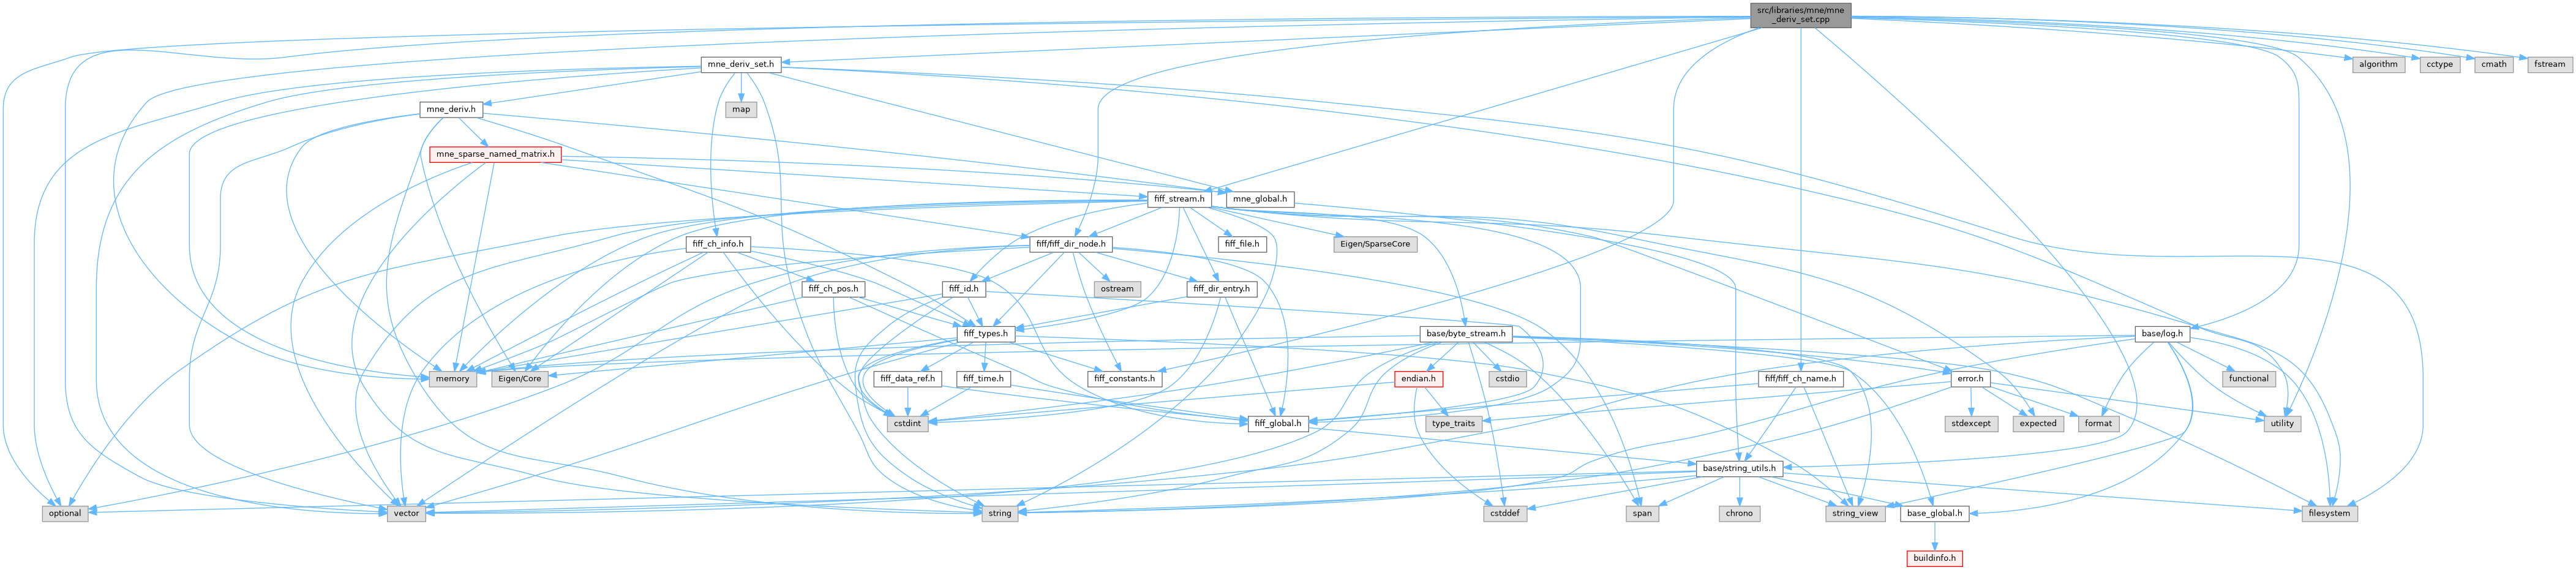 src/libraries/mne/mne
_deriv_set.cpp
mne_deriv_set.h
algorithm
cctype
cmath
fstream
mne_deriv.h
map
mne_sparse_named_matrix.h
fiff_stream.h
mne_global.h
fiff_ch_info.h
fiff/fiff_dir_node.h
fiff_file.h
Eigen/SparseCore
fiff_ch_pos.h
fiff_id.h
ostream
fiff_dir_entry.h
fiff_types.h
base/byte_stream.h
base/log.h
memory
Eigen/Core
fiff_data_ref.h
fiff_time.h
fiff_constants.h
endian.h
cstdio
fiff/fiff_ch_name.h
error.h
functional
cstdint
fiff_global.h
type_traits
stdexcept
expected
format
utility
base/string_utils.h
optional
vector
string
cstddef
span
chrono
string_view
base_global.h
filesystem
buildinfo.h